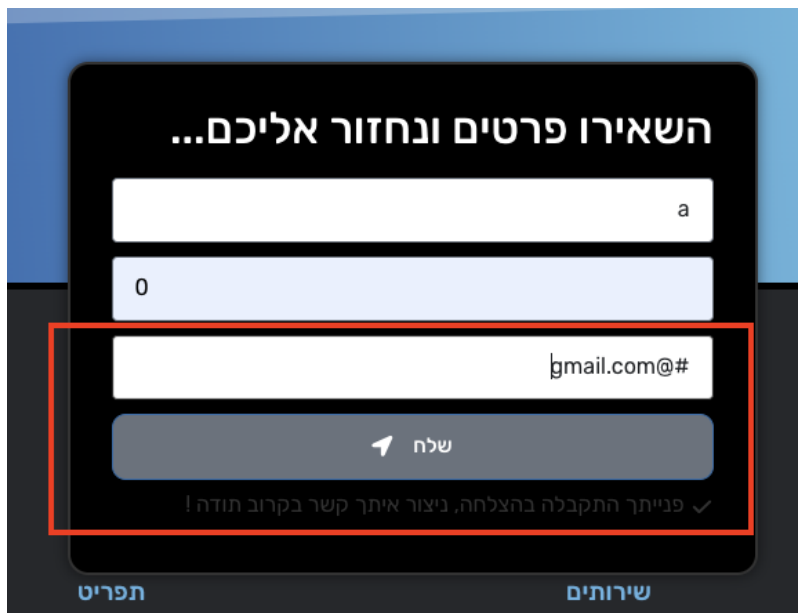 השאירו פרטים ונחזור אליכם...
a
0
#@gmail.com
שלח
פנייתך התקבלה בהצלחה, ניצור איתך קשר בקרוב תודה !
שירותים
תפריט